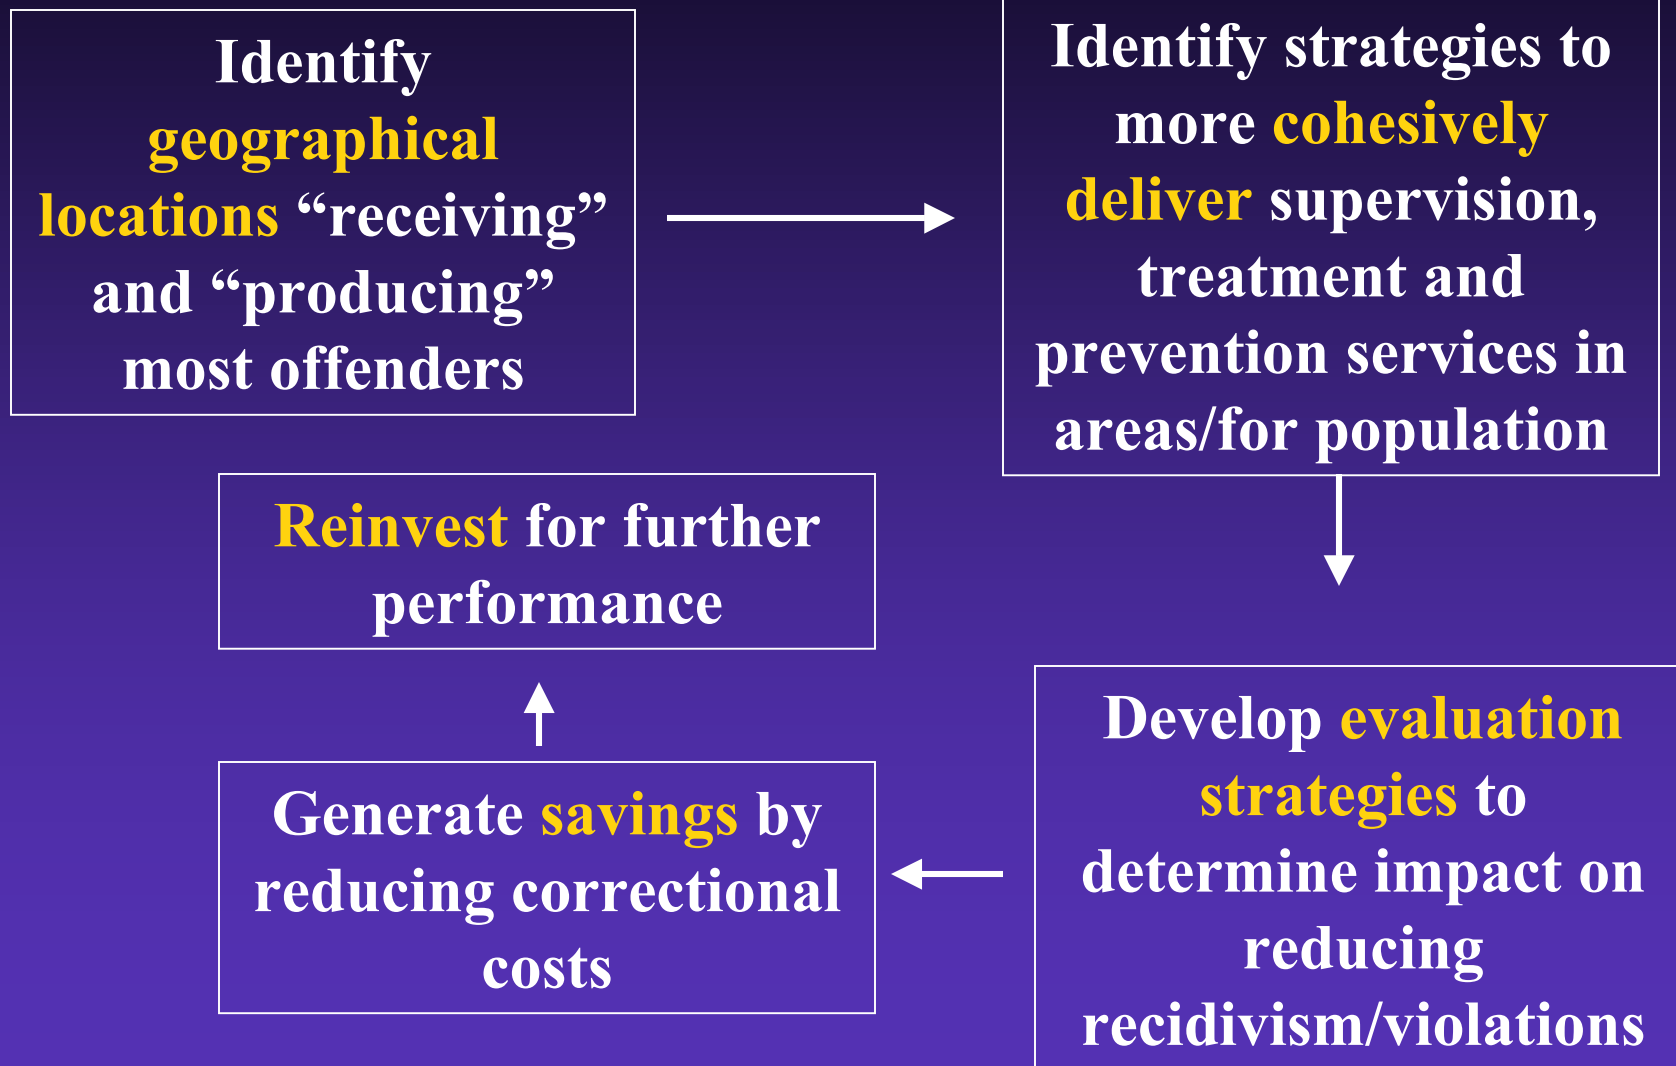 Identify
geographical
locations “receiving”
and “producing”
most offenders
Identify strategies to
more cohesively
deliver supervision,
treatment and
prevention services in
areas/for population
Develop evaluation
strategies to
determine impact on
reducing
recidivism/violations
Generate savings by
reducing correctional
costs
Reinvest for further
performance